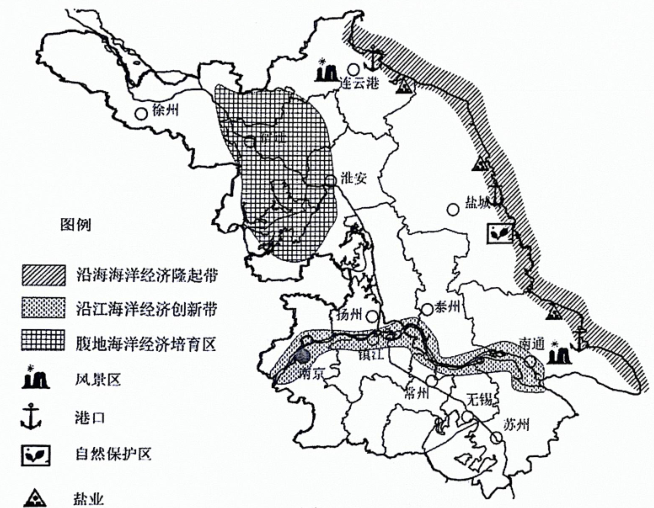 连云港
徐州
宿迁
淮安
盐城
图例
沿海海洋经济隆起带
沿江海洋经济创新带
腹地海洋经济培育区
风景区
港口
自然保护区
盐业
扬州
泰州
南通
镇江
南京
常州
无锡
苏州